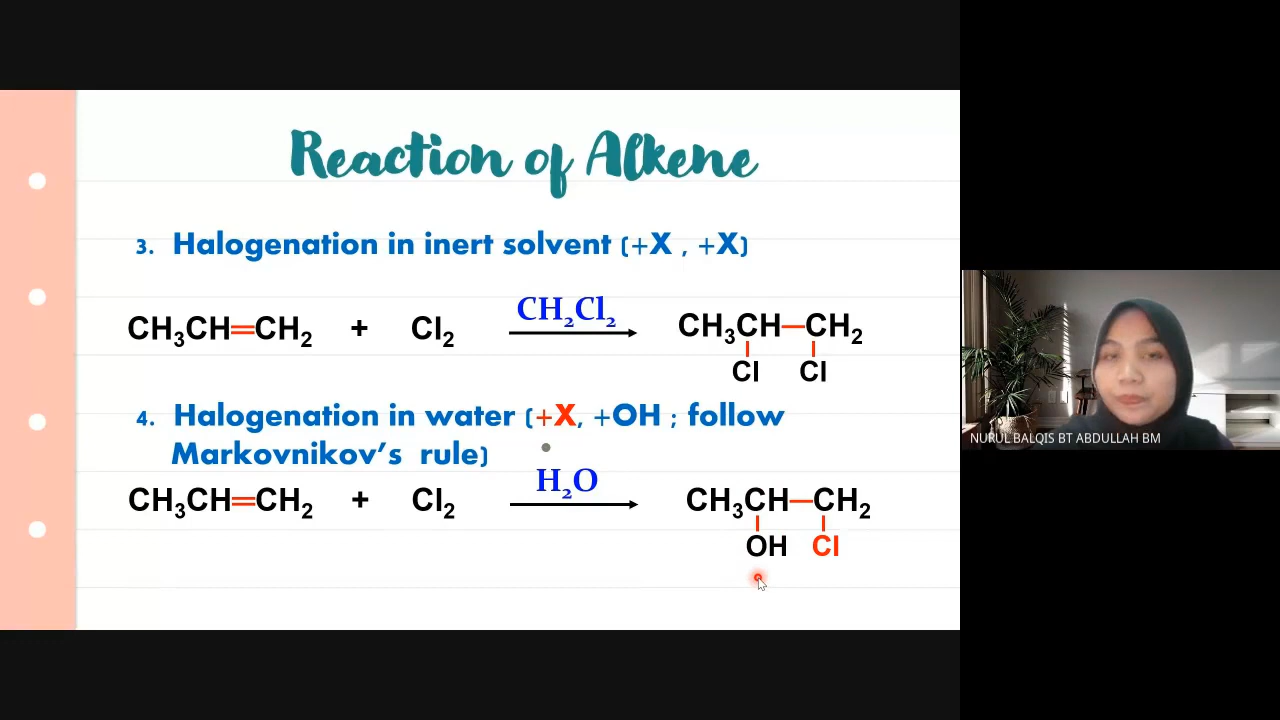 Reaction of Alkene
3. Halogenation in inert solvent (+X , +X)
CH₃CH=CH₂ + Cl₂ CH₂Cl₂ CH₃CH—CH₂
Cl Cl
4. Halogenation in water (+X, +OH ; follow
Markovnikov's rule)
CH₃CH=CH₂ + Cl₂ H₂O CH₃CH—CH₂
OH Cl
NURUL BALQIS BT ABDULLAH BM